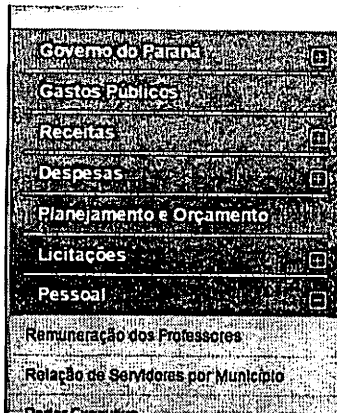 Governo do Paraná
Gastos Públicos
Receitas
Despesas
Planejamento e Orçamento
Licitações
Pessoal
Remuneração dos Professores
Relação de Servidores por Município